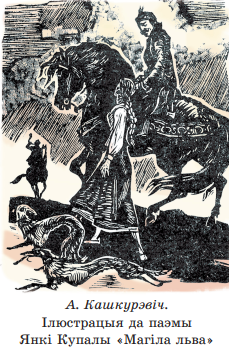 А. Кашкурэвіч.
Ілюстрацыя да паэмы
Янкі Купалы «Магіла льва»